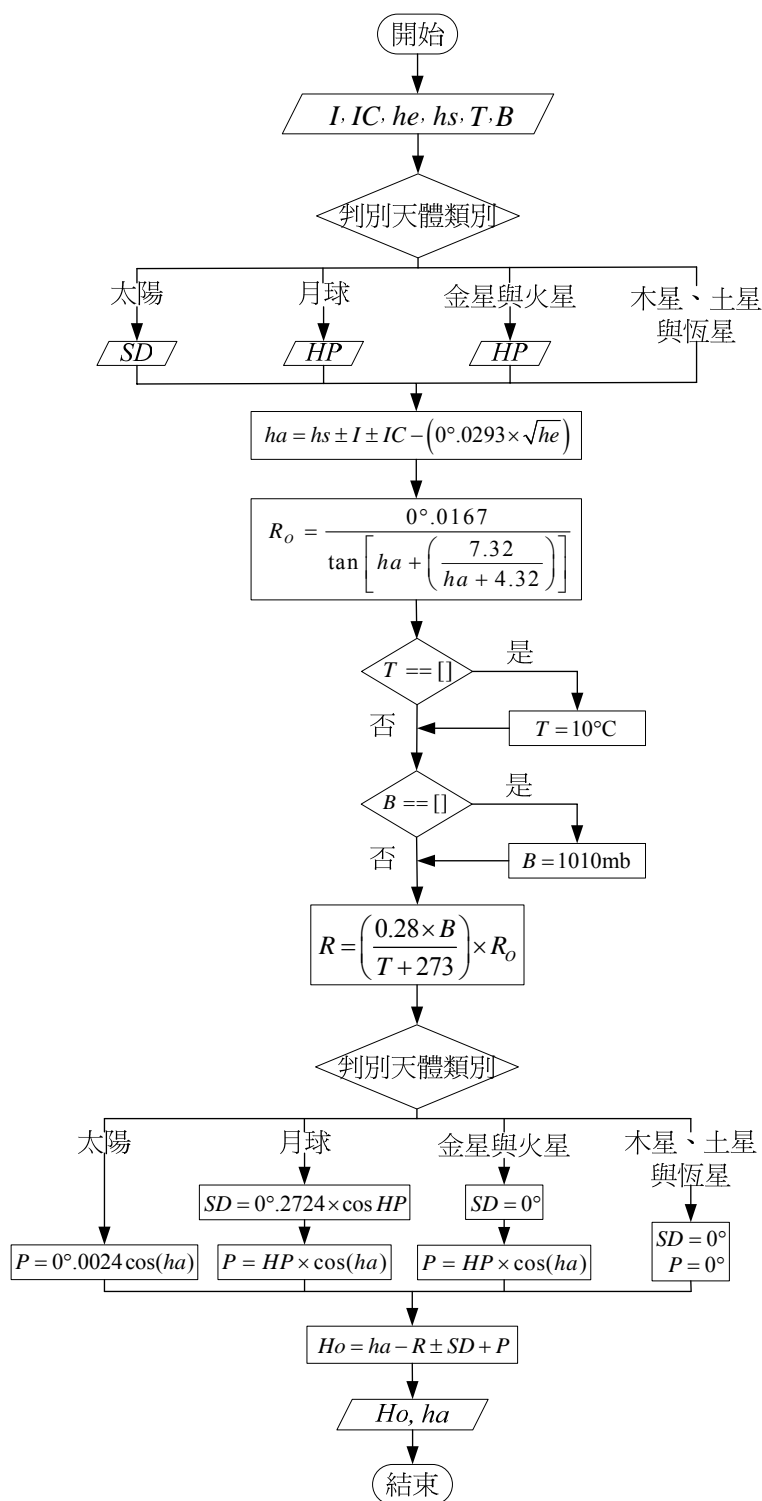 開始
I, IC, he, hs, T, B
判別天體類別
太陽
月球
金星與火星
木星、土星
與恆星
SD
HP
HP
ha = hs ± I ± IC − (0°.0293 × √he)
R_O = 0°.0167 / tan[ha + (7.32 / (ha + 4.32))]
T == []
是
否
T = 10°C
B == []
是
否
B = 1010mb
R = ((0.28 × B) / (T + 273)) × R_O
判別天體類別
太陽
月球
金星與火星
木星、土星
與恆星
SD = 0°.2724 × cos HP
SD = 0°
P = 0°.0024 cos(ha)
P = HP × cos(ha)
P = HP × cos(ha)
SD = 0°
P = 0°
Ho = ha − R ± SD + P
Ho, ha
結束